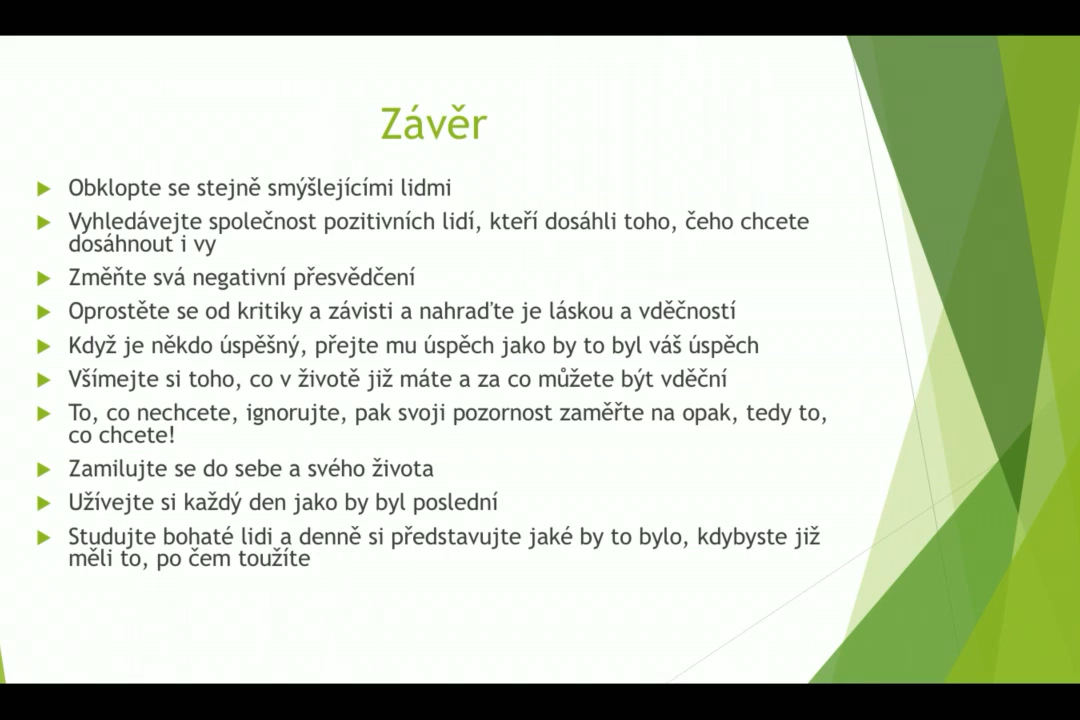 Závěr
Obklopte se stejně smýšlejícími lidmi
Vyhledávejte společnost pozitivních lidí, kteří dosáhli toho, čeho chcete
dosáhnout i vy
Změňte svá negativní přesvědčení
Oprostěte se od kritiky a závisti a nahraďte je láskou a vděčností
Když je někdo úspěšný, přejte mu úspěch jako by to byl váš úspěch
Všímejte si toho, co v životě již máte a za co můžete být vděční
To, co nechcete, ignorujte, pak svoji pozornost zaměřte na opak, tedy to,
co chcete!
Zamilujte se do sebe a svého života
Užívejte si každý den jako by byl poslední
Studujte bohaté lidi a denně si představujte jaké by to bylo, kdybyste již
měli to, po čem toužíte